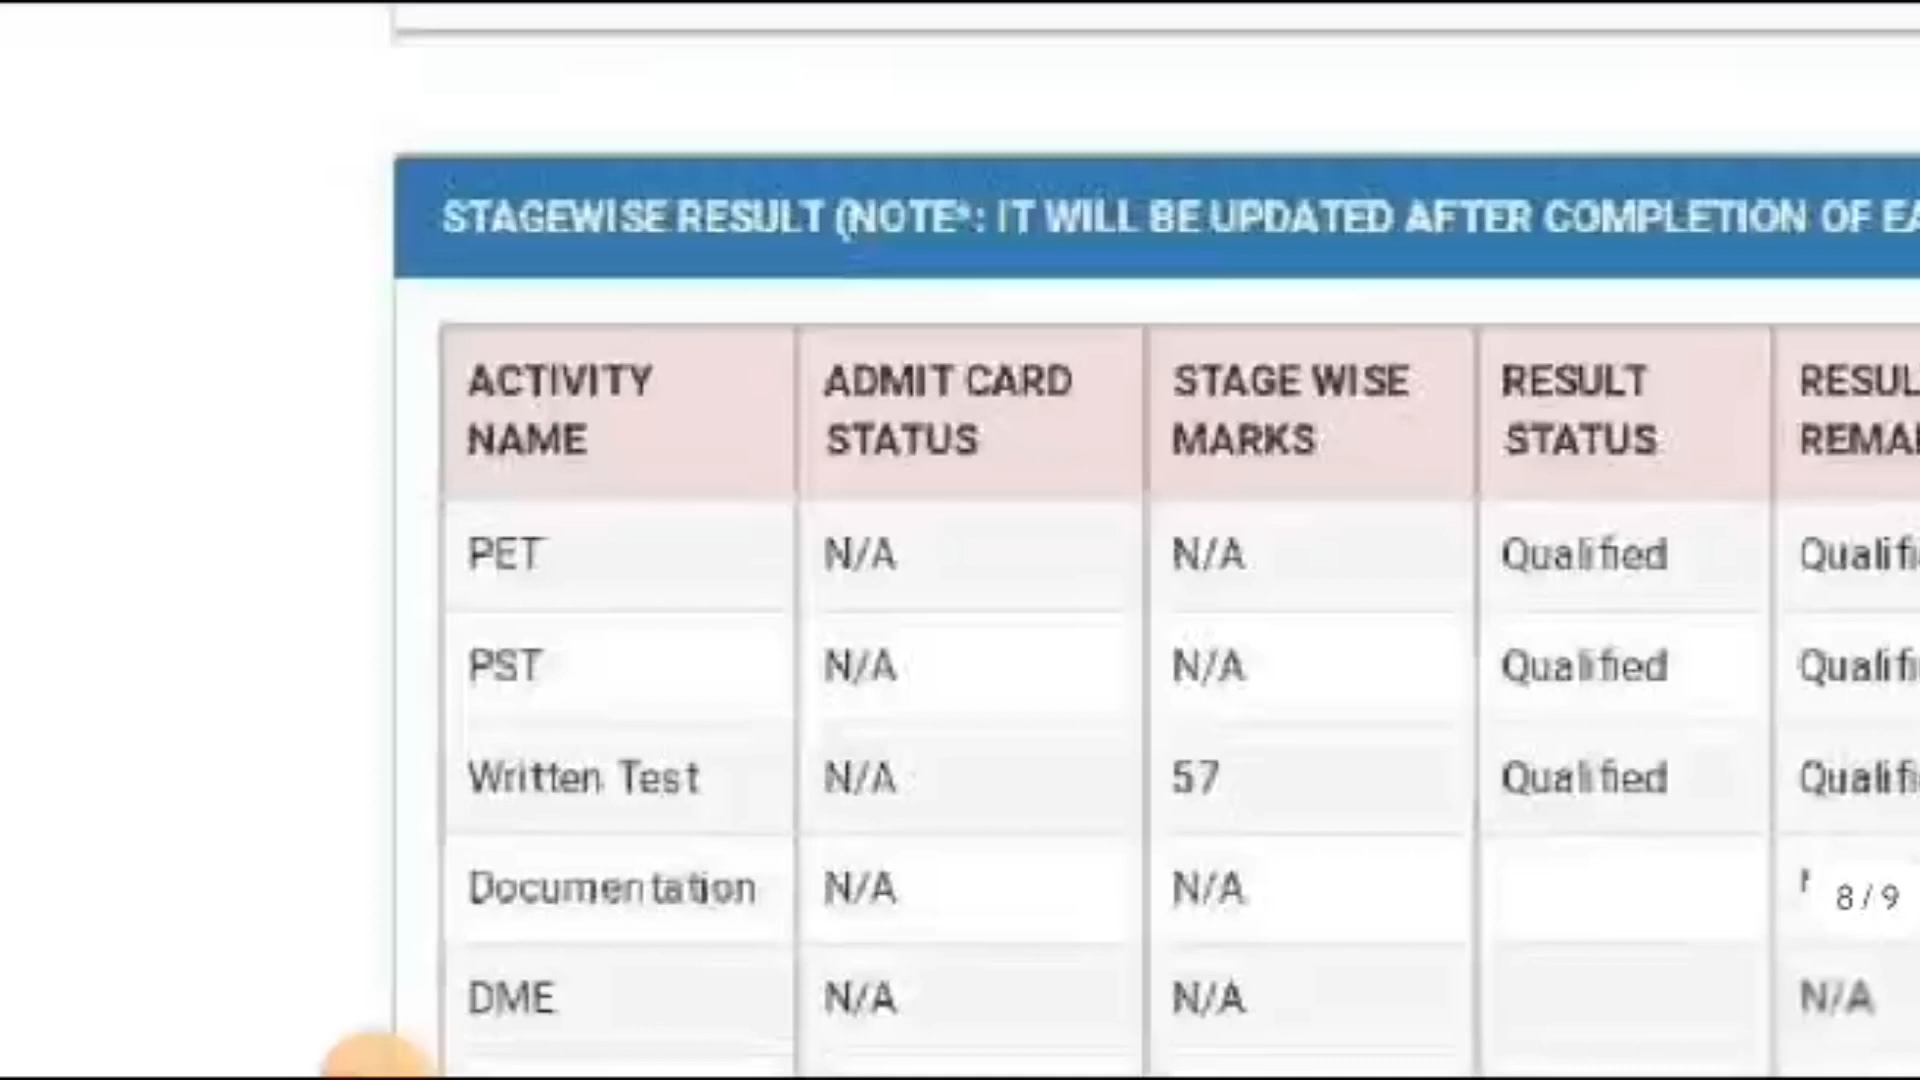 STAGEWISE RESULT (NOTE*: IT WILL BE UPDATED AFTER COMPLETION OF
ACTIVITY NAME ADMIT CARD STATUS STAGE WISE MARKS RESULT STATUS
PET N/A N/A Qualified
PST N/A N/A Qualified
Written Test N/A 57 Qualified
Documentation N/A N/A
8 / 9
DME N/A N/A N/A